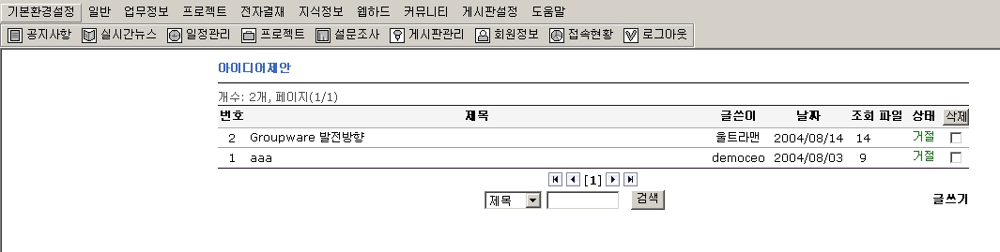 기본환경설정 일반 업무정보 프로젝트 전자결재 지식정보 웹하드 커뮤니티 게시판설정 도움말
공지사항 실시간뉴스 일정관리 프로젝트 설문조사 게시판관리 회원정보 접속현황 로그아웃
아이디어제안
개수: 2개, 페이지(1/1)
번호 제목 글쓴이 날짜 조회 파일 상태 삭제
2 Groupware 발전방향 울트라맨 2004/08/14 14 거절
1 aaa democeo 2004/08/03 9 거절
[1]
제목 검색 글쓰기